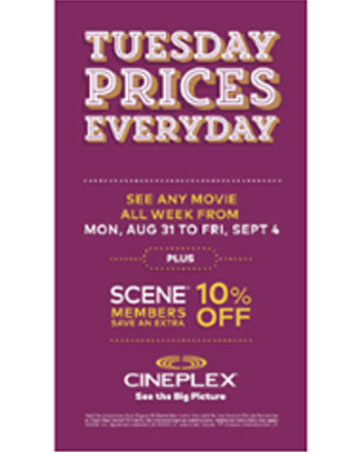 TUESDAY
PRICES
EVERYDAY
SEE ANY MOVIE
ALL WEEK FROM
MON, AUG 31 TO FRI, SEPT 4
PLUS
SCENE 10%
MEMBERS OFF
SAVE AN EXTRA
CINEPLEX
See the Big Picture